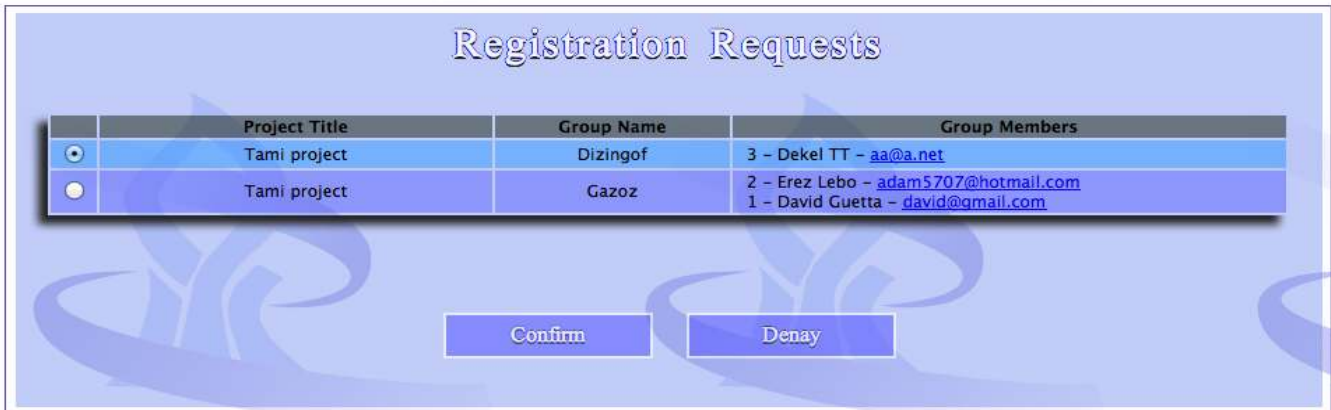 Registration Requests
Project Title Group Name Group Members
Tami project Dizingof 3 – Dekel TT – aa@a.net
Tami project Gazoz 2 – Erez Lebo – adam5707@hotmail.com
1 – David Guetta – david@gmail.com
Confirm Denay